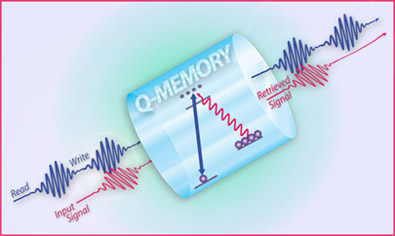 Q-MEMORY
Retrieved
Signal
Write
Read
Input
Signal